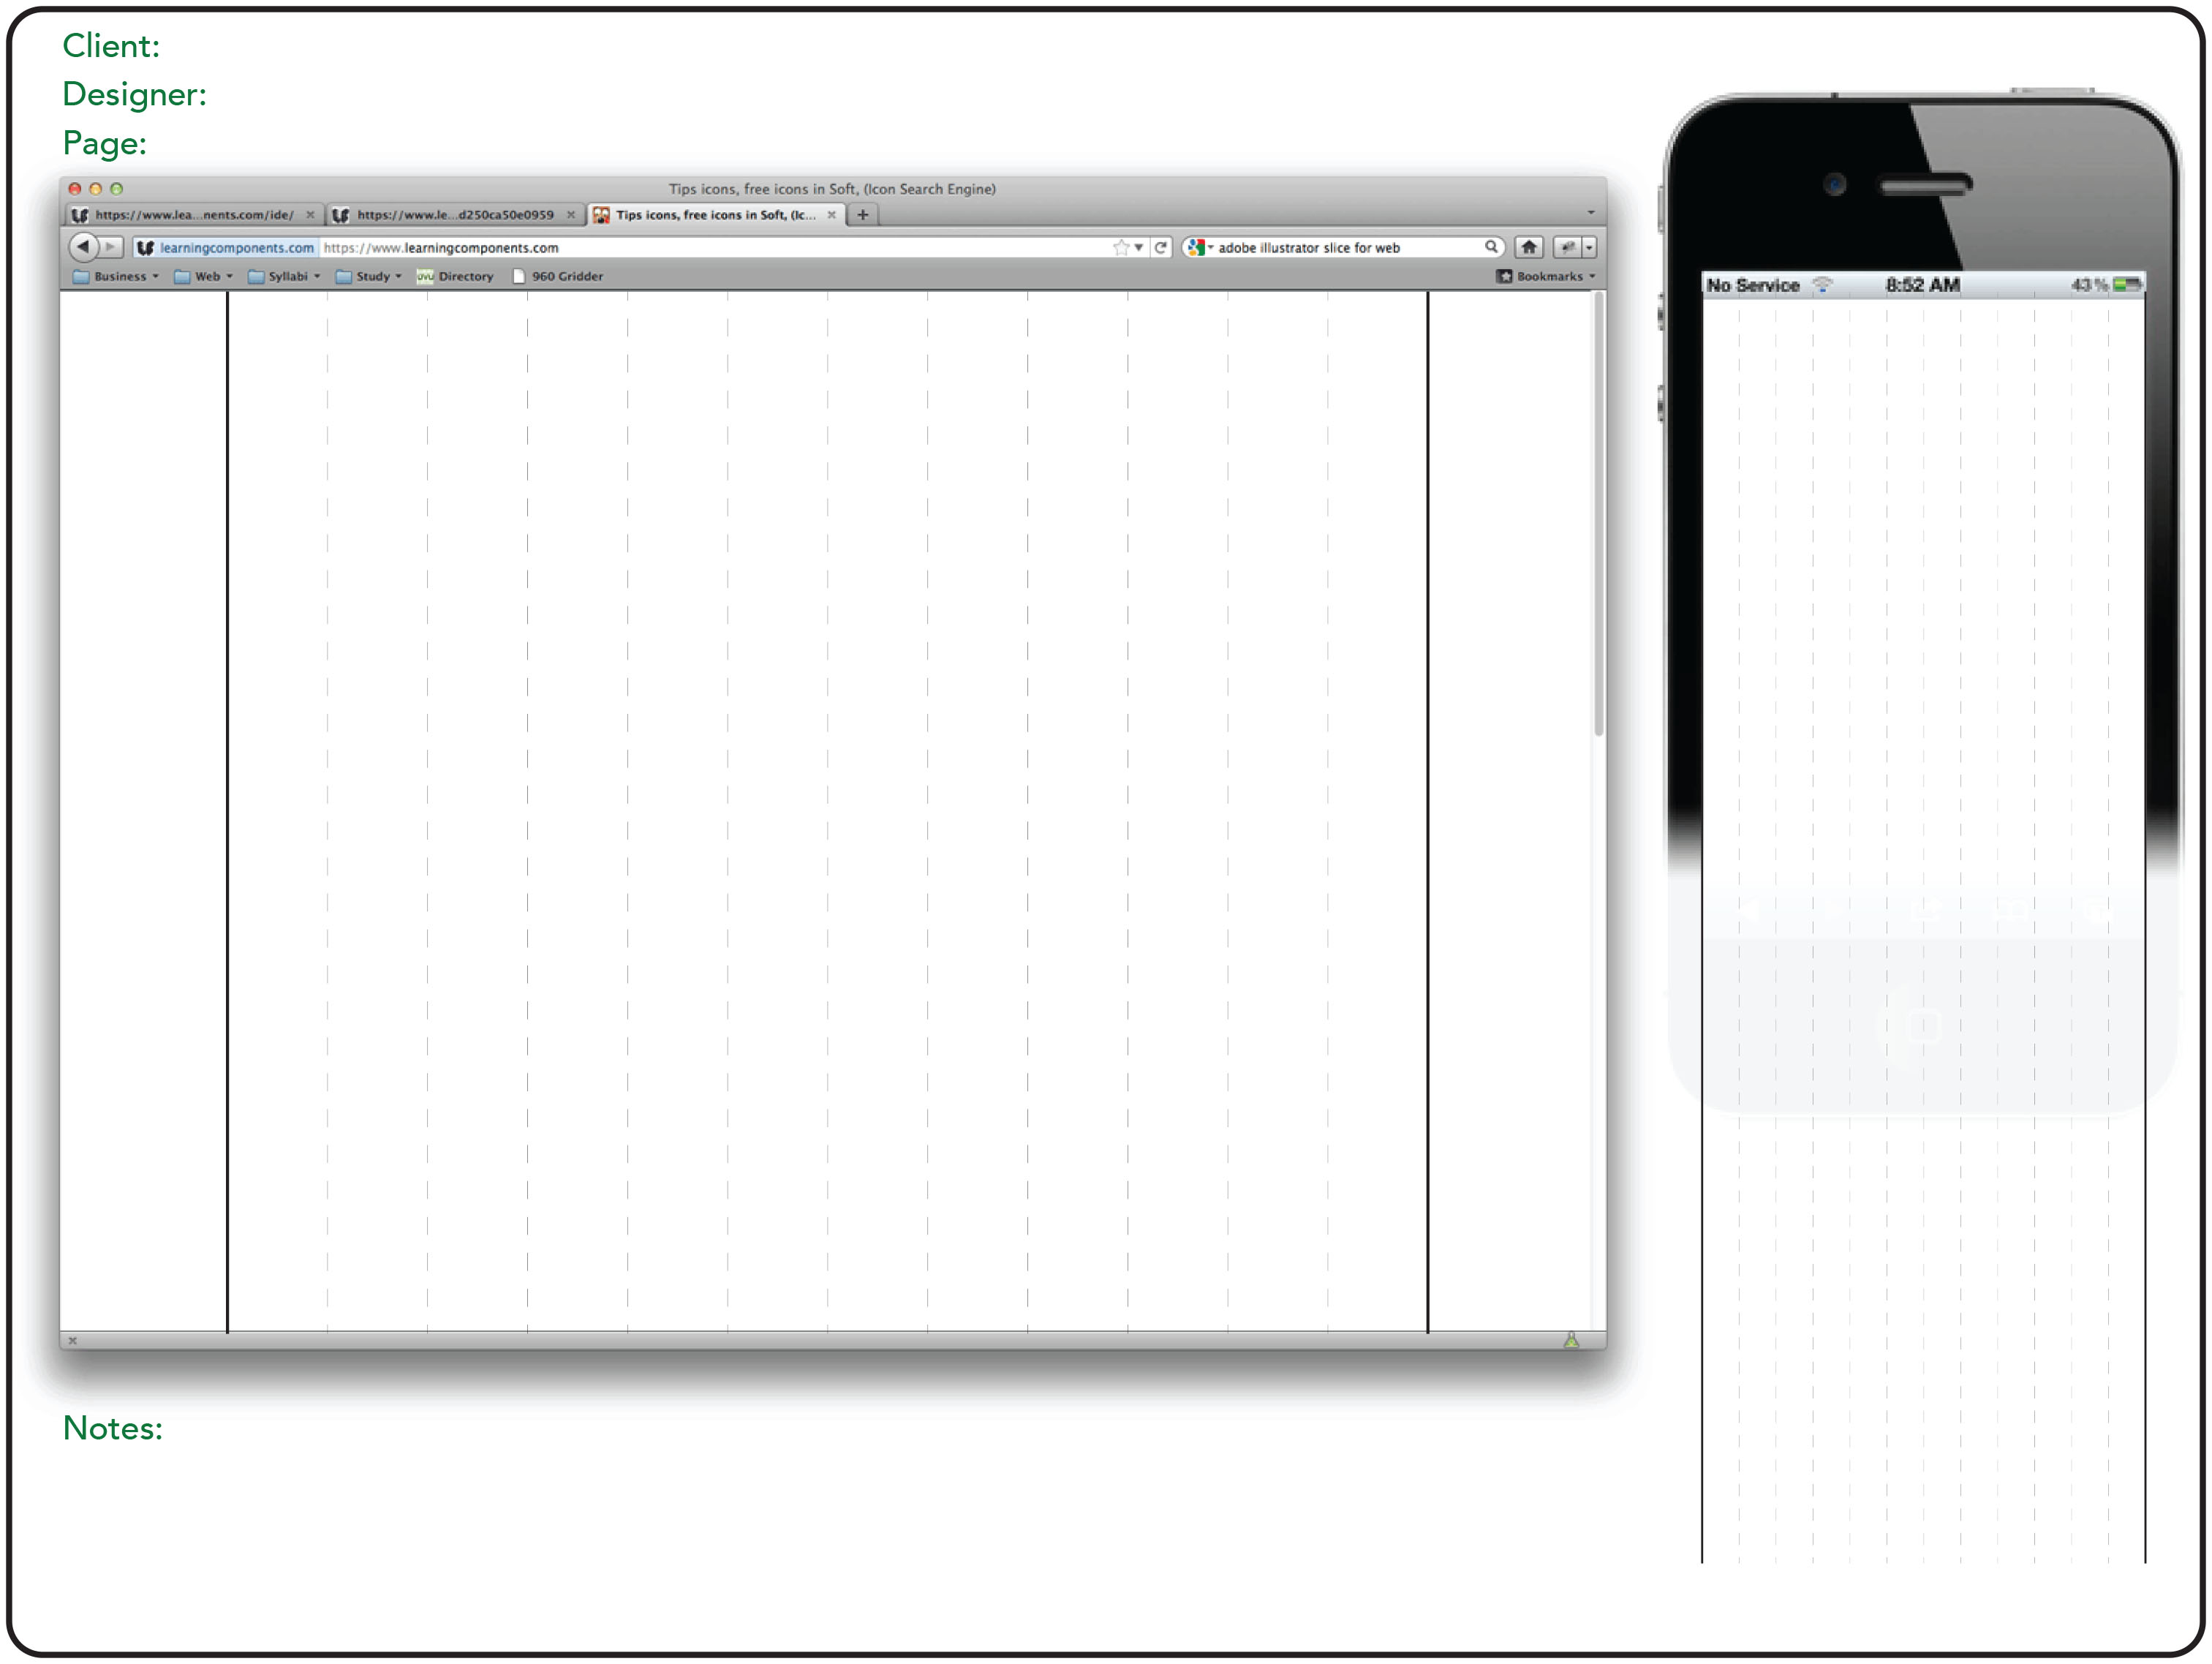 Client:
Designer:
Page:
Tips icons, free icons in Soft, (Icon Search Engine)
https://www.lea...nents.com/ide/ https://www.le...d250ca50e0959 Tips icons, free icons in Soft, (Ic...
learningcomponents.com https://www.learningcomponents.com adobe illustrator slice for web
Business Web Syllabi Study OVU Directory 960 Gridder Bookmarks
No Service 8:52 AM 43%
Notes: